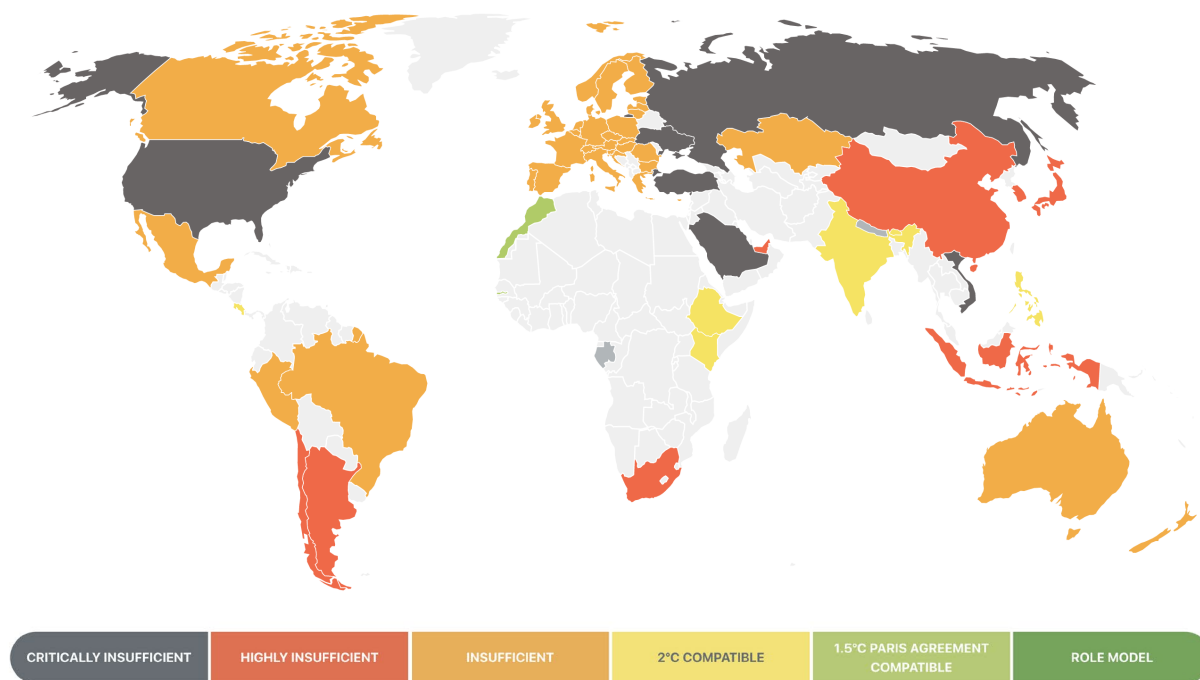 CRITICALLY INSUFFICIENT
HIGHLY INSUFFICIENT
INSUFFICIENT
2°C COMPATIBLE
1.5°C PARIS AGREEMENT
COMPATIBLE
ROLE MODEL